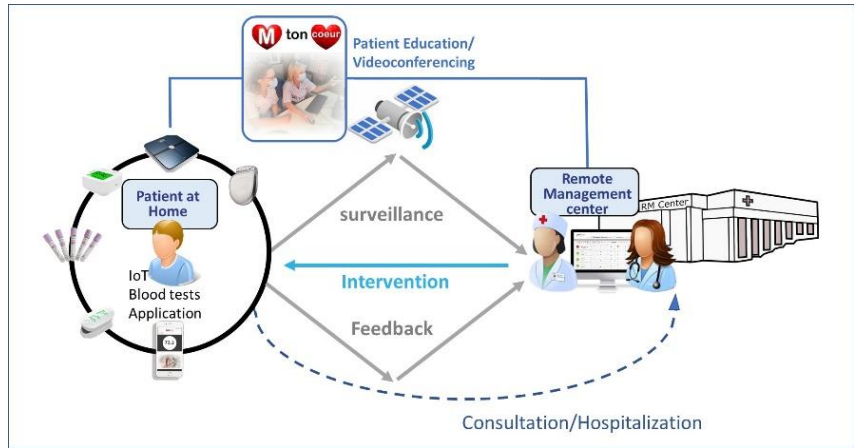 M ton coeur
Patient Education/
Videoconferencing
Patient at
Home
IoT
Blood tests
Application
surveillance
Intervention
Feedback
Remote
Management
center
RM Center
Consultation/Hospitalization